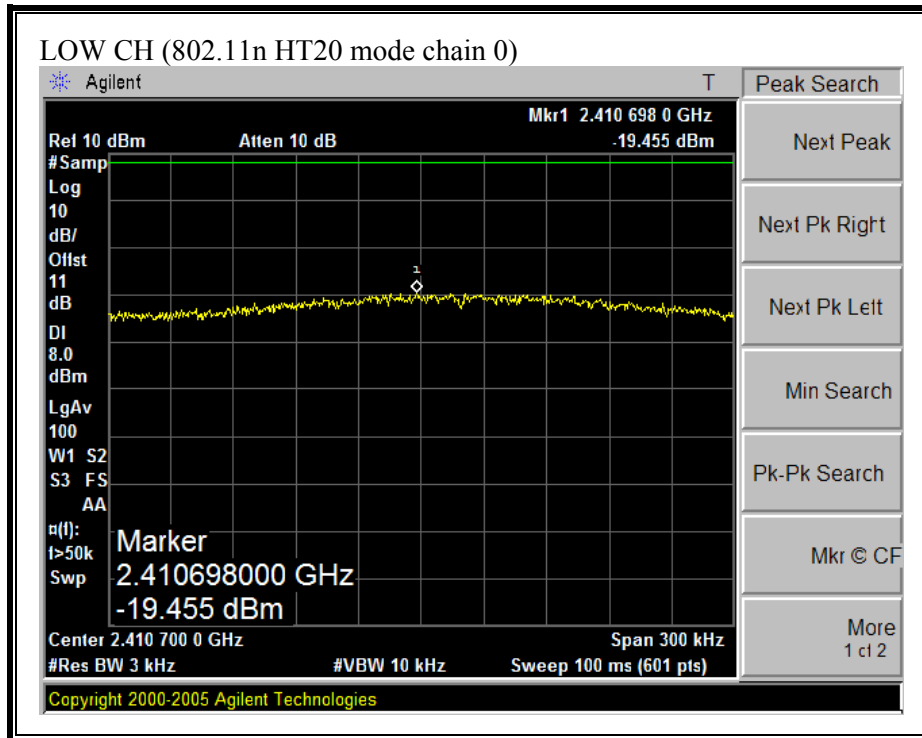 LOW CH (802.11n HT20 mode chain 0)
Agilent T
Peak Search
Mkr1 2.410 698 0 GHz
Ref 10 dBm Atten 10 dB -19.455 dBm
Next Peak
#Samp
Log
10
dB/
Offst
11
dB
DI
8.0
dBm
LgAv
100
W1 S2
S3 FS
AA
¤(f):
f>50k
Swp
1
Marker
2.410698000 GHz
-19.455 dBm
Next Pk Right
Next Pk Left
Min Search
Pk-Pk Search
Mkr © CF
More
1 of 2
Center 2.410 700 0 GHz Span 300 kHz
#Res BW 3 kHz #VBW 10 kHz Sweep 100 ms (601 pts)
Copyright 2000-2005 Agilent Technologies